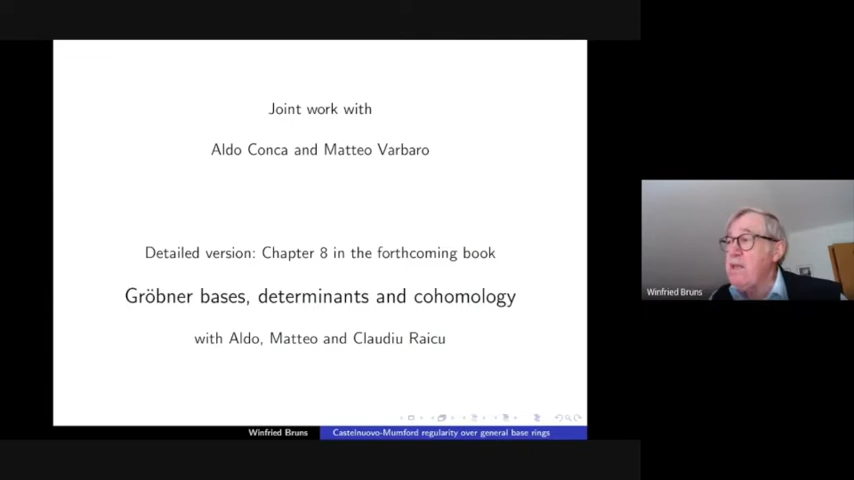 Joint work with
Aldo Conca and Matteo Varbaro
Detailed version: Chapter 8 in the forthcoming book
Gröbner bases, determinants and cohomology
with Aldo, Matteo and Claudiu Raicu
Winfried Bruns
Winfried Bruns Castelnuovo-Mumford regularity over general base rings